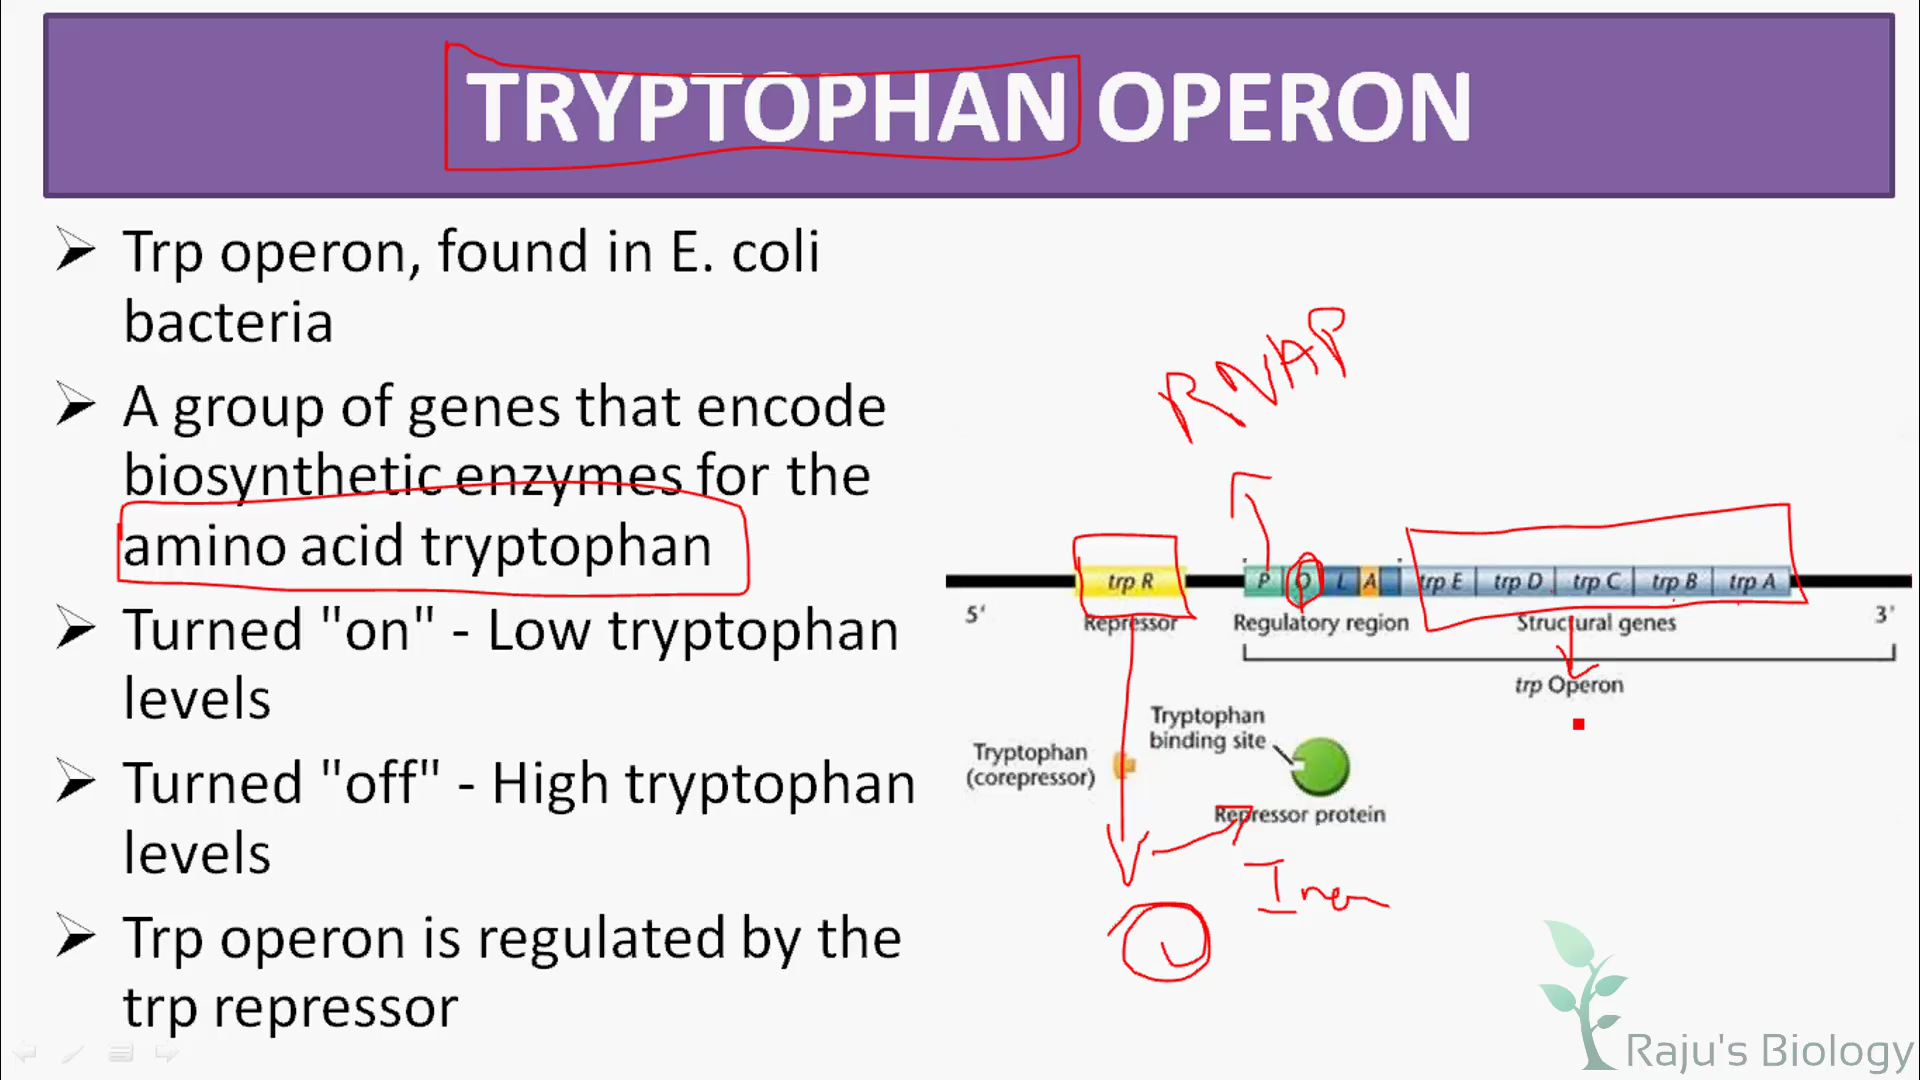 TRYPTOPHAN OPERON
Trp operon, found in E. coli
bacteria
A group of genes that encode
biosynthetic enzymes for the
amino acid tryptophan
Turned "on" - Low tryptophan
levels
Turned "off" - High tryptophan
levels
Trp operon is regulated by the
trp repressor
RNAP
trp R P O L A trp E trp D trp C trp B trp A
5' 3'
Repressor Regulatory region Structural genes
trp Operon
Tryptophan
binding site
Tryptophan
(corepressor)
Repressor protein
Raju's Biology